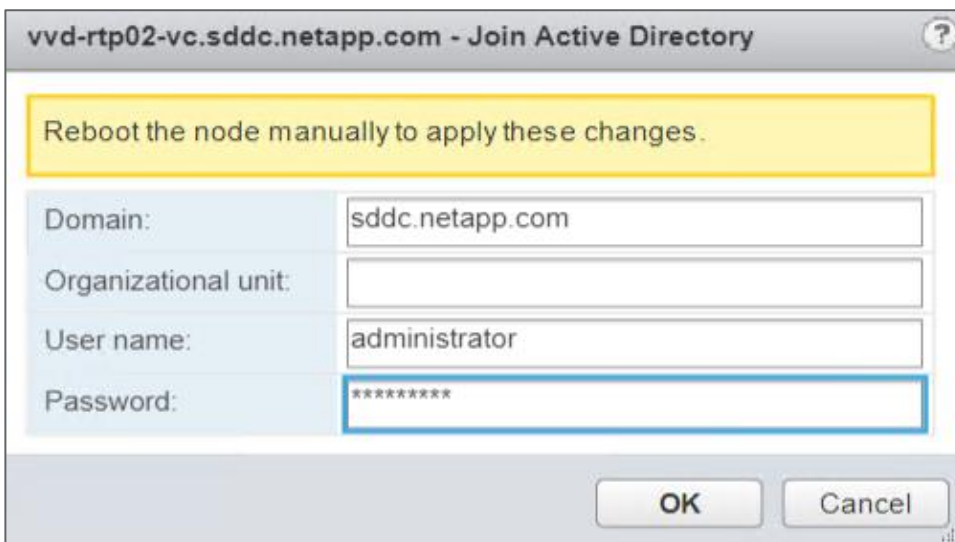 vvd-rtp02-vc.sddc.netapp.com - Join Active Directory ?
Reboot the node manually to apply these changes.
Domain: sddc.netapp.com
Organizational unit:
User name: administrator
Password: *********
OK Cancel